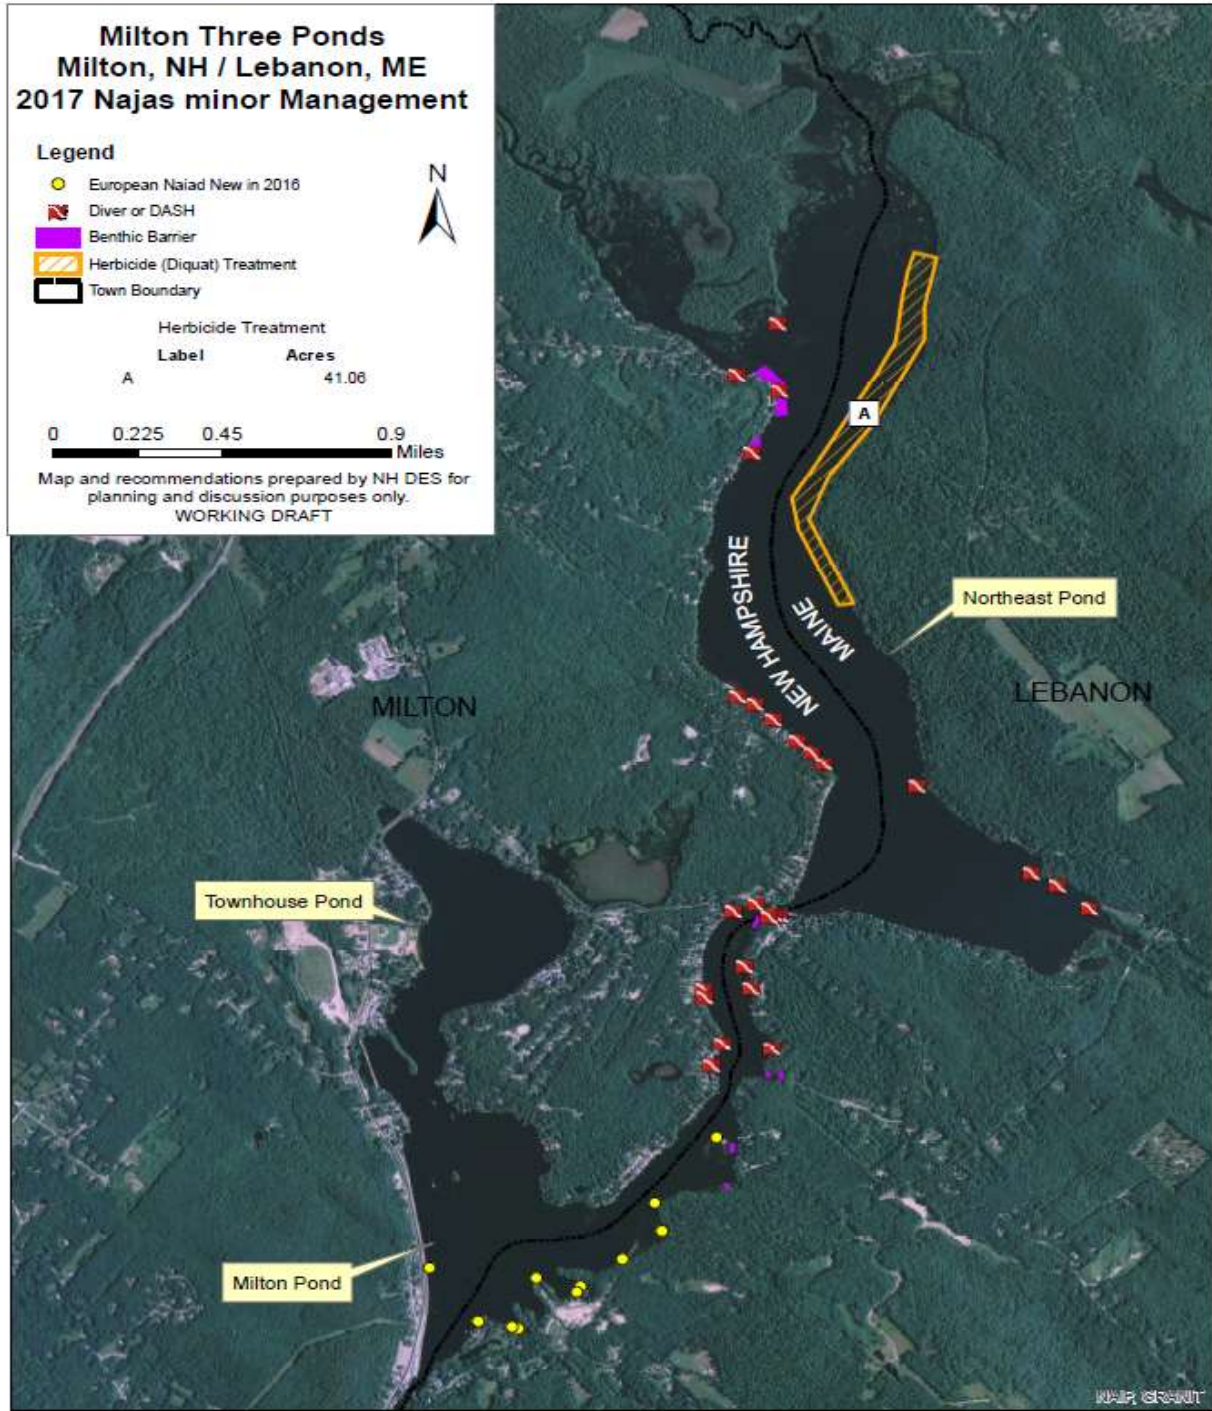 Milton Three Ponds
Milton, NH / Lebanon, ME
2017 Najas minor Management
Legend
European Naiad New in 2016
Diver or DASH
Benthic Barrier
Herbicide (Diquat) Treatment
Town Boundary
N
Herbicide Treatment
Label Acres
A 41.06
0 0.225 0.45 0.9
Miles
Map and recommendations prepared by NH DES for
planning and discussion purposes only.
WORKING DRAFT
A
NEW HAMPSHIRE
MAINE
Northeast Pond
LEBANON
MILTON
Townhouse Pond
Milton Pond
NAIP, GRANIT